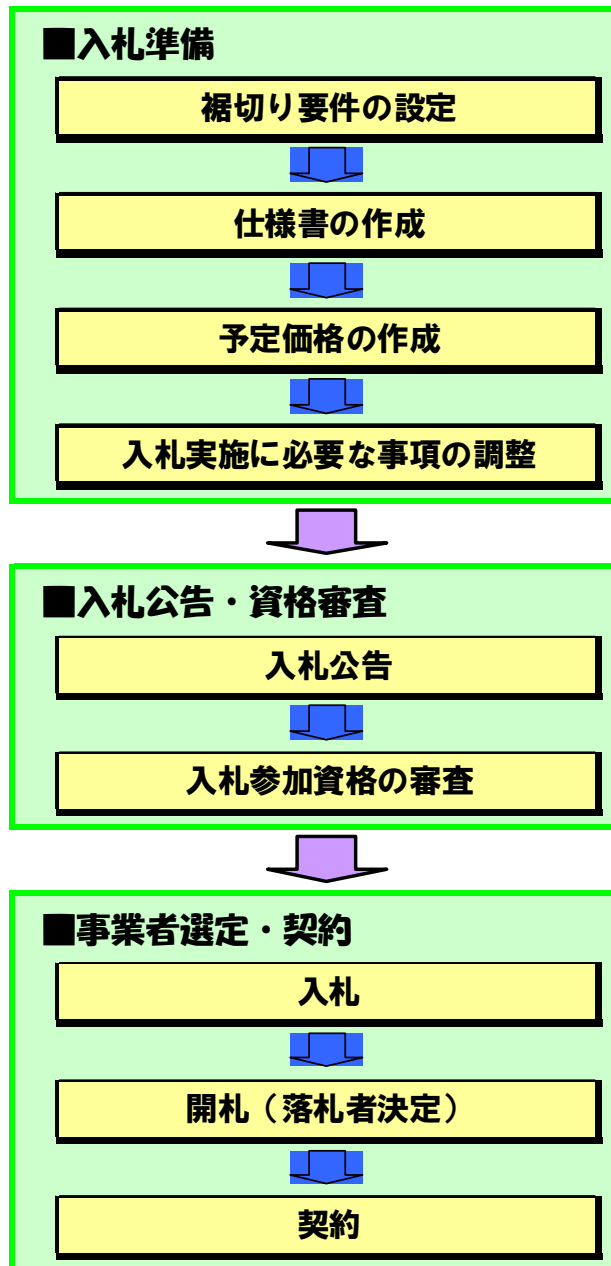 ■入札準備
裾切り要件の設定
仕様書の作成
予定価格の作成
入札実施に必要な事項の調整
■入札公告・資格審査
入札公告
入札参加資格の審査
■事業者選定・契約
入札
開札（落札者決定）
契約